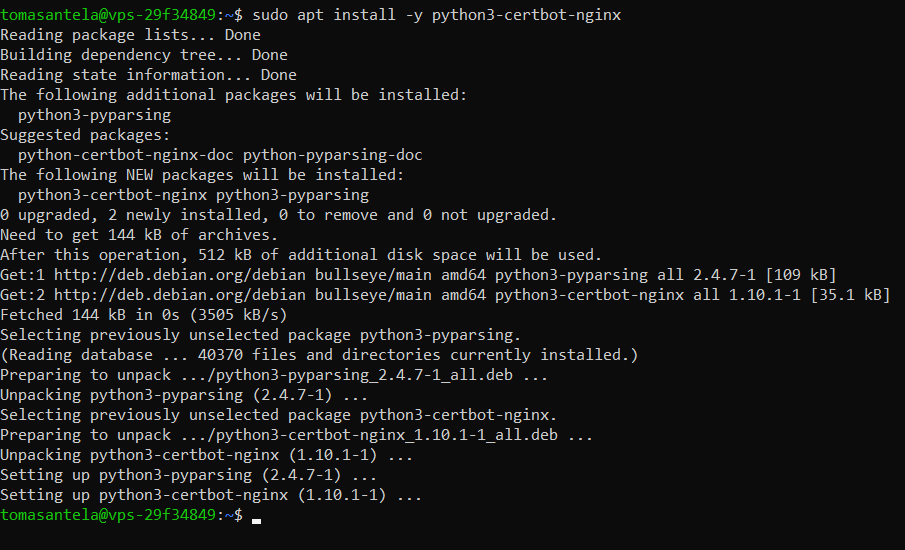 tomasantela@vps-29f34849:~$ sudo apt install -y python3-certbot-nginx
Reading package lists... Done
Building dependency tree... Done
Reading state information... Done
The following additional packages will be installed:
  python3-pyparsing
Suggested packages:
  python-certbot-nginx-doc python-pyparsing-doc
The following NEW packages will be installed:
  python3-certbot-nginx python3-pyparsing
0 upgraded, 2 newly installed, 0 to remove and 0 not upgraded.
Need to get 144 kB of archives.
After this operation, 512 kB of additional disk space will be used.
Get:1 http://deb.debian.org/debian bullseye/main amd64 python3-pyparsing all 2.4.7-1 [109 kB]
Get:2 http://deb.debian.org/debian bullseye/main amd64 python3-certbot-nginx all 1.10.1-1 [35.1 kB]
Fetched 144 kB in 0s (3505 kB/s)
Selecting previously unselected package python3-pyparsing.
(Reading database ... 40370 files and directories currently installed.)
Preparing to unpack .../python3-pyparsing_2.4.7-1_all.deb ...
Unpacking python3-pyparsing (2.4.7-1) ...
Selecting previously unselected package python3-certbot-nginx.
Preparing to unpack .../python3-certbot-nginx_1.10.1-1_all.deb ...
Unpacking python3-certbot-nginx (1.10.1-1) ...
Setting up python3-pyparsing (2.4.7-1) ...
Setting up python3-certbot-nginx (1.10.1-1) ...
tomasantela@vps-29f34849:~$